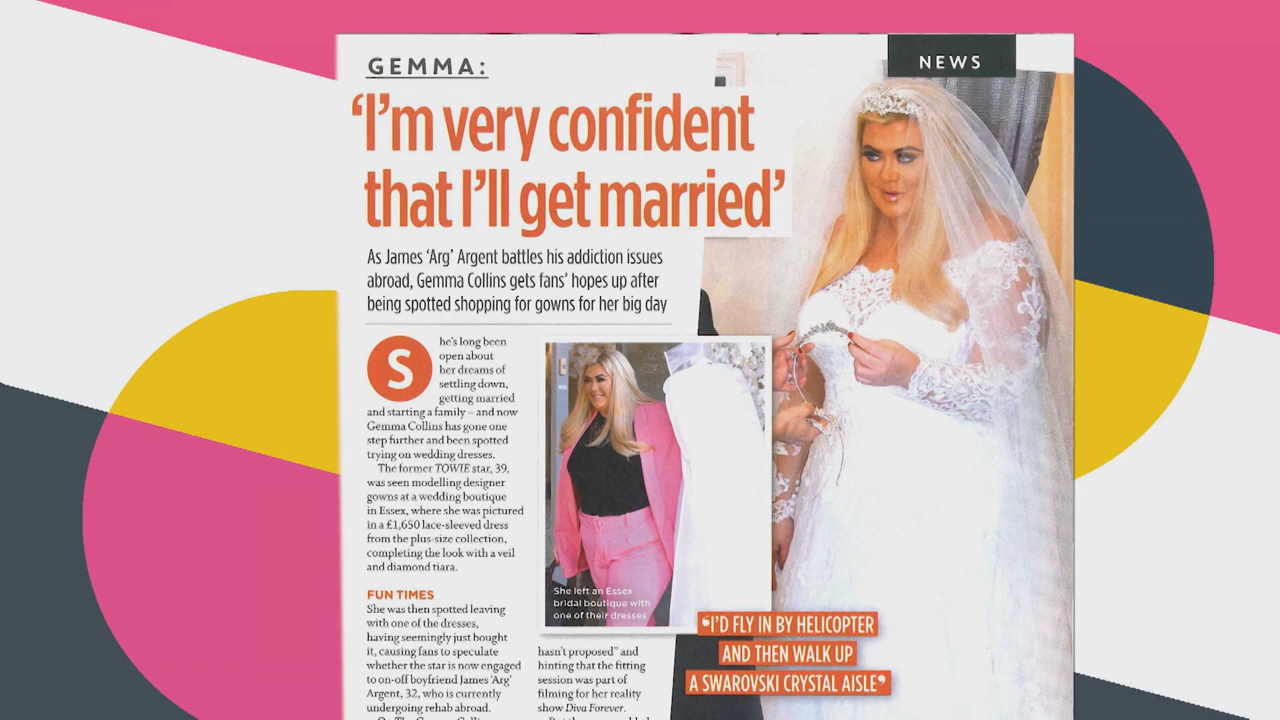 GEMMA:
NEWS
‘I’m very confident
that I’ll get married’
As James ‘Arg’ Argent battles his addiction issues
abroad, Gemma Collins gets fans’ hopes up after
being spotted shopping for gowns for her big day
S
he’s long been
open about
her dreams of
settling down,
getting married
and starting a family – and now
Gemma Collins has gone one
step further and been spotted
trying on wedding dresses.
The former TOWIE star, 39,
was seen modelling designer
gowns at a wedding boutique
in Essex, where she was pictured
in a £1,650 lace-sleeved dress
from the plus-size collection,
completing the look with a veil
and diamond tiara.
FUN TIMES
She was then spotted leaving
with one of the dresses,
having seemingly just bought
it, causing fans to speculate
whether the star is now engaged
to on-off boyfriend James ‘Arg’
Argent, 32, who is currently
undergoing rehab abroad.
She left an Essex
bridal boutique with
one of their dresses
hasn’t proposed” and
hinting that the fitting
session was part of
filming for her reality
show Diva Forever.
“I’D FLY IN BY HELICOPTER
AND THEN WALK UP
A SWAROVSKI CRYSTAL AISLE”